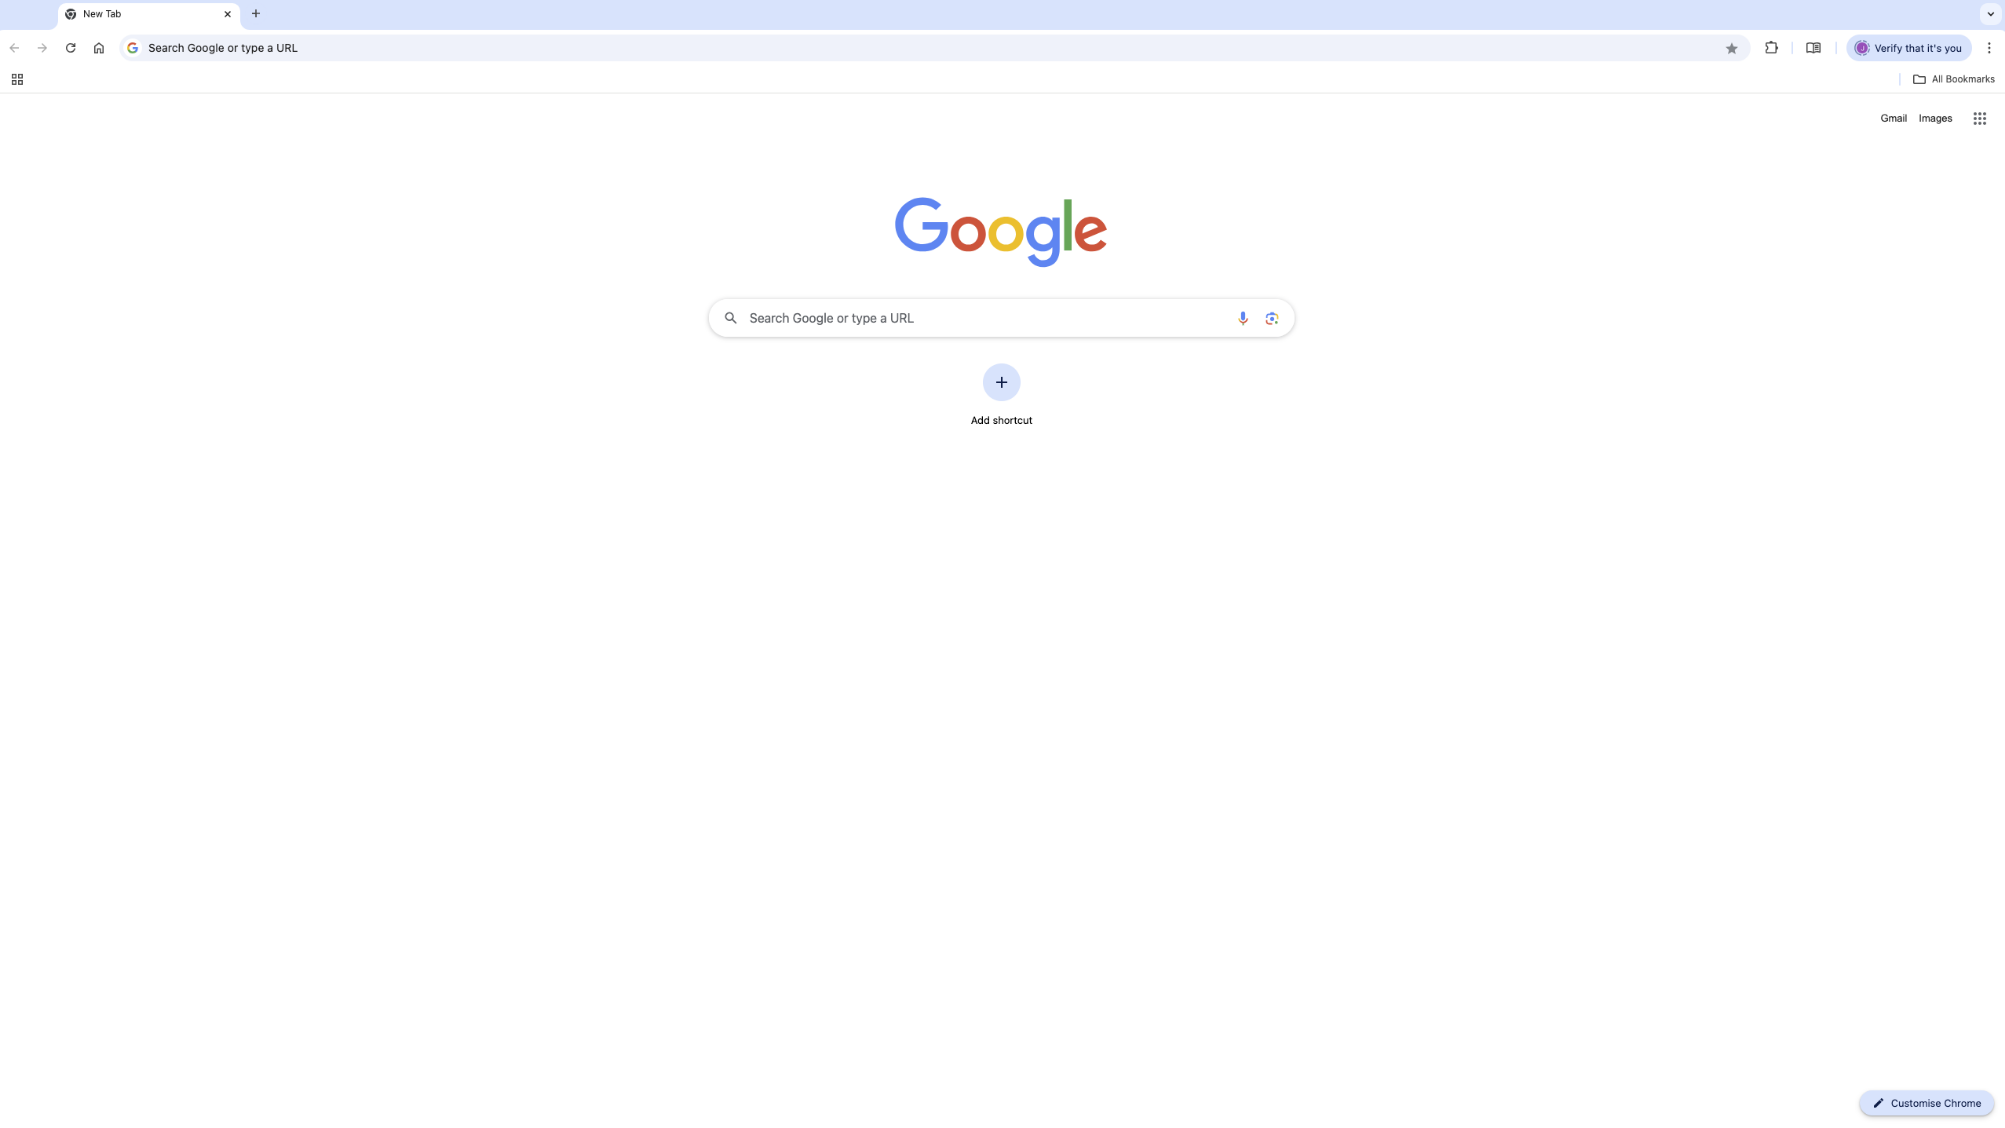 New Tab
Search Google or type a URL
Verify that it's you
All Bookmarks
Gmail Images
Google
Search Google or type a URL
Add shortcut
Customise Chrome